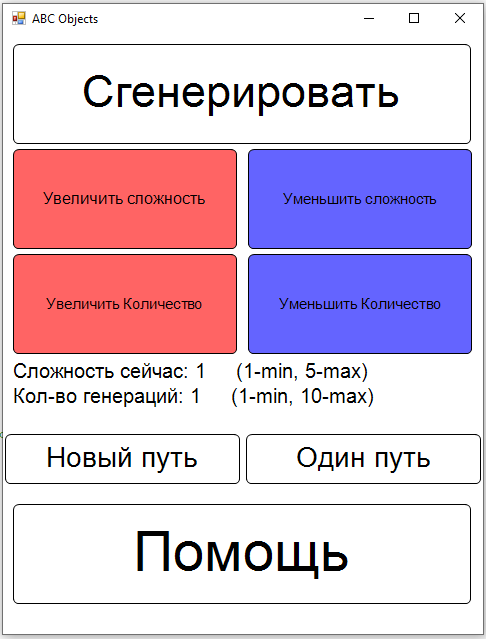 ABC Objects
Сгенерировать
Увеличить сложность
Уменьшить сложность
Увеличить Количество
Уменьшить Количество
Сложность сейчас: 1 (1-min, 5-max)
Кол-во генераций: 1 (1-min, 10-max)
Новый путь
Один путь
Помощь